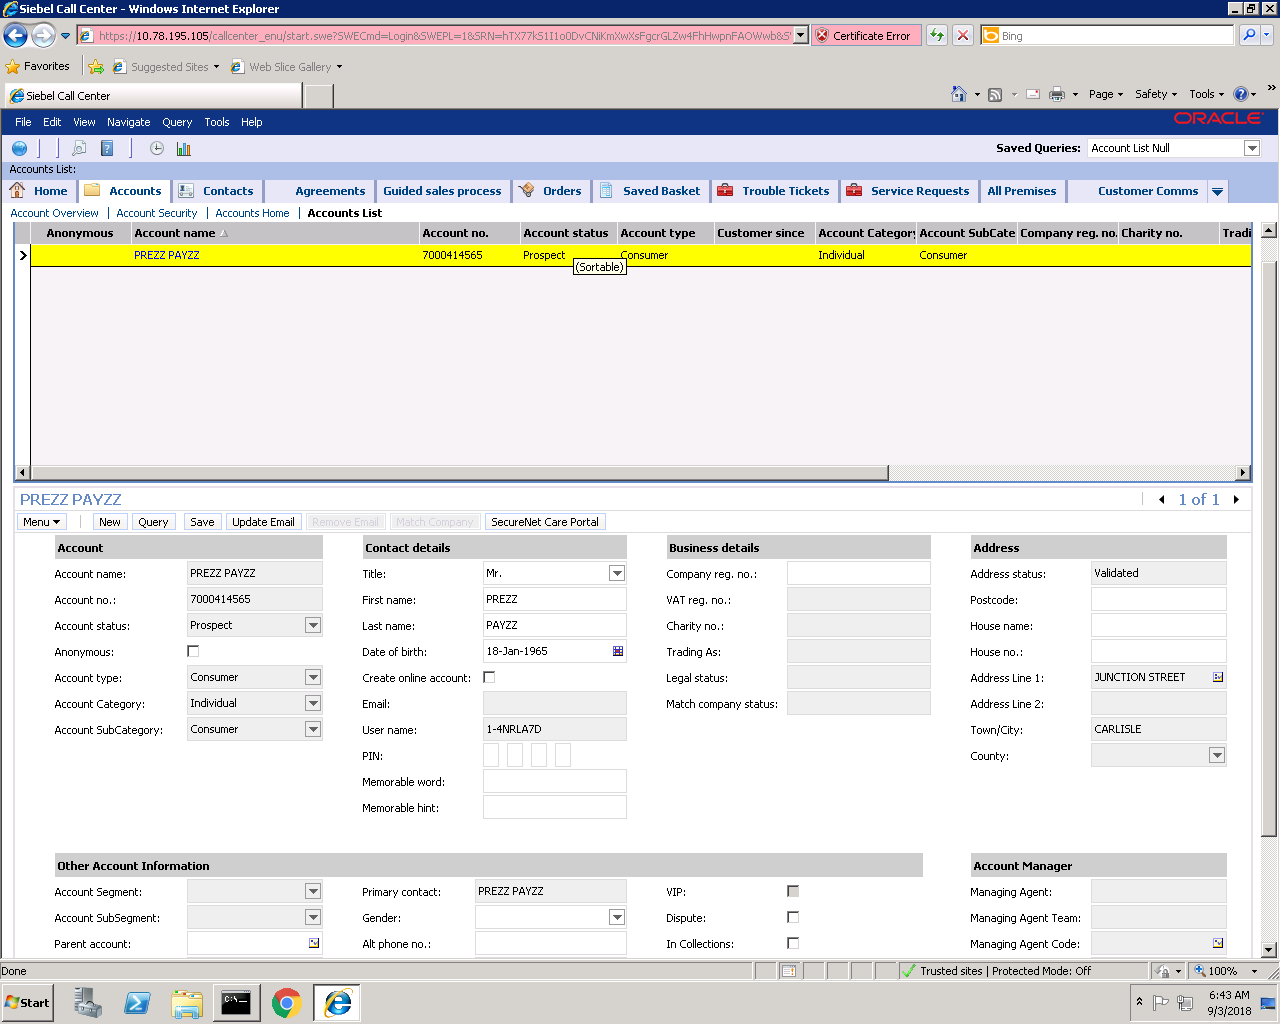 Siebel Call Center - Windows Internet Explorer
https://10.78.195.105/callcenter_enu/start.swe?SWECmd=Login&SWEPL=1&SRN=
Certificate Error
Bing
Favorites
Suggested Sites
Web Slice Gallery
Siebel Call Center
Page
Safety
Tools
»
File Edit View Navigate Query Tools Help
ORACLE
Saved Queries: Account List Null
Accounts List:
Home Accounts Contacts Agreements Guided sales process Orders Saved Basket Trouble Tickets Service Requests All Premises Customer Comms
Account Overview | Account Security | Accounts Home | Accounts List
Anonymous Account name Account no. Account status Account type Customer since Account Category Account SubCate Company reg. no. Charity no. Tradi
PREZZ PAYZZ 7000414565 Prospect Consumer Individual Consumer
(Sortable)
PREZZ PAYZZ
1 of 1
Menu New Query Save Update Email Remove Email Match Company SecureNet Care Portal
Account Contact details Business details Address
Account name: PREZZ PAYZZ Title: Mr. Company reg. no.: Address status: Validated
Account no.: 7000414565 First name: PREZZ VAT reg. no.: Postcode:
Account status: Prospect Last name: PAYZZ Charity no.: House name:
Anonymous: Date of birth: 18-Jan-1965 Trading As: House no.:
Account type: Consumer Create online account: Legal status: Address Line 1: JUNCTION STREET
Account Category: Individual Email: Match company status: Address Line 2:
Account SubCategory: Consumer User name: 1-4NRLA7D Town/City: CARLISLE
PIN: County:
Memorable word:
Memorable hint:
Other Account Information Account Manager
Account Segment: Primary contact: PREZZ PAYZZ VIP: Managing Agent:
Account SubSegment: Gender: Dispute: Managing Agent Team:
Parent account: Alt phone no.: In Collections: Managing Agent Code:
Done
Trusted sites | Protected Mode: Off
100%
Start
6:43 AM
9/3/2018